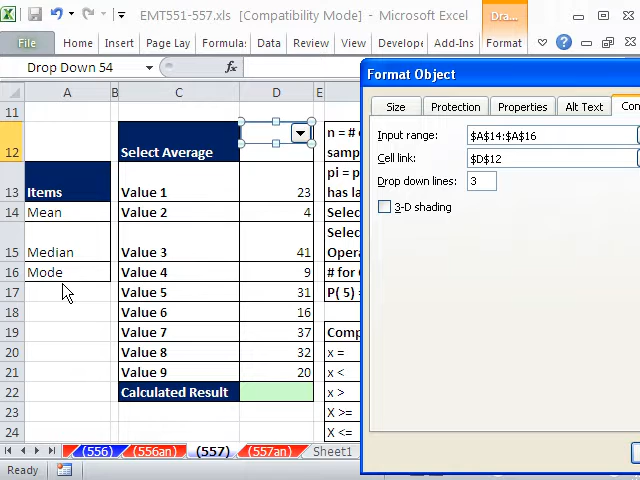 EMT551-557.xls [Compatibility Mode] - Microsoft Excel
Dra...
File Home Insert Page Lay Formula Data Review View Develope Add-Ins Format
Drop Down 54 fx
Format Object
A B C D E
Size Protection Properties Alt Text Con
11
Input range: $A$14:$A$16
12 Select Average n = #
Cell link: $D$12
samp
Drop down lines: 3
pi = p
13 Items Value 1 23 has la
3-D shading
14 Mean Value 2 4 Selec
Selec
15 Median Value 3 41 Opera
16 Mode Value 4 9 # for
17 Value 5 31 P( 5) =
18 Value 6 16
19 Value 7 37 Comp
20 Value 8 32 x =
21 Value 9 20 x <
22 Calculated Result x >
23 X >=
24 X <=
(556) (556an) (557) (557an) Sheet1
Ready